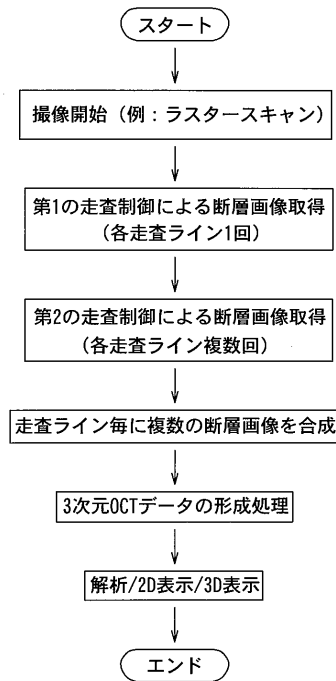 スタート
撮像開始（例：ラスタースキャン）
第1の走査制御による断層画像取得
（各走査ライン1回）
第2の走査制御による断層画像取得
（各走査ライン複数回）
走査ライン毎に複数の断層画像を合成
3次元OCTデータの形成処理
解析/2D表示/3D表示
エンド